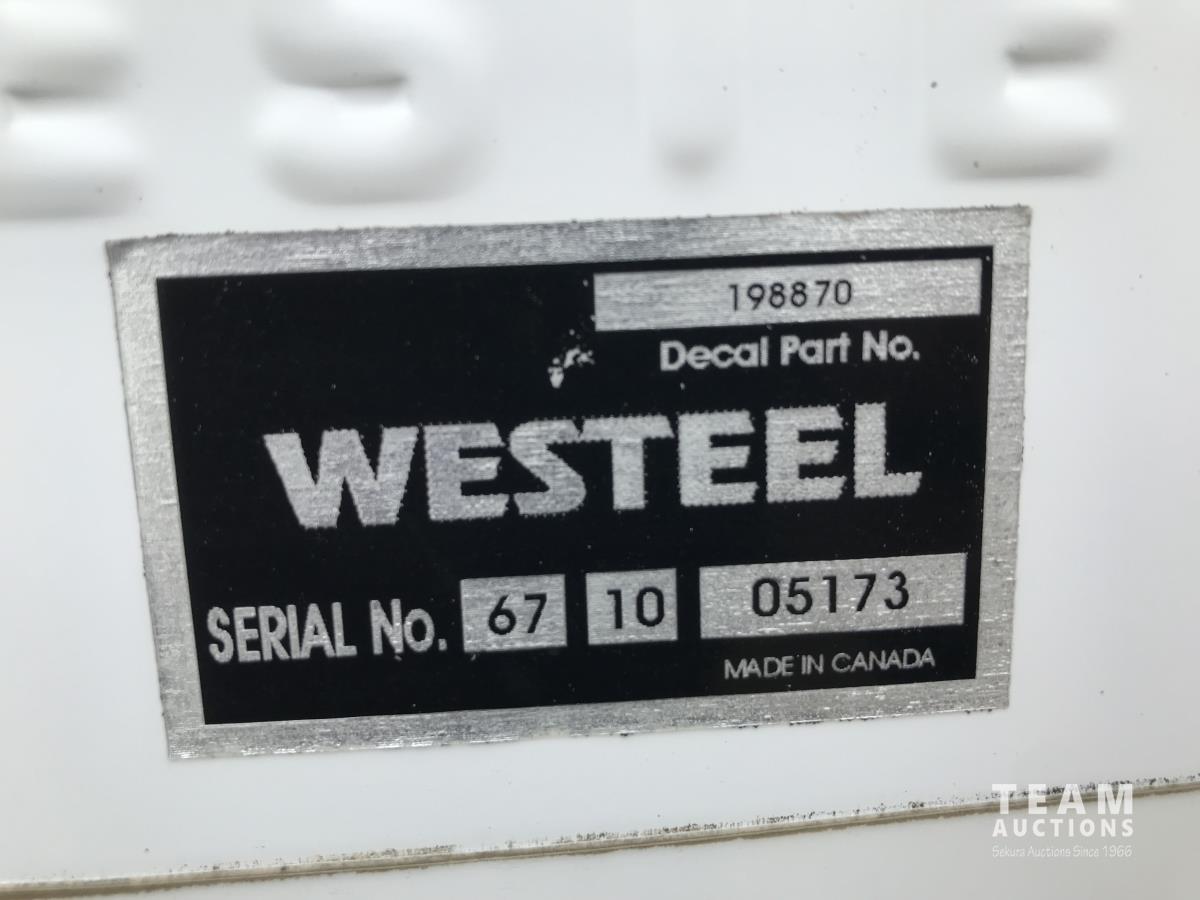 198870
Decal Part No.
WESTEEL
SERIAL No. 67 10 05173
MADE IN CANADA
TEAM
AUCTIONS
Sekura Auctions Since 1966